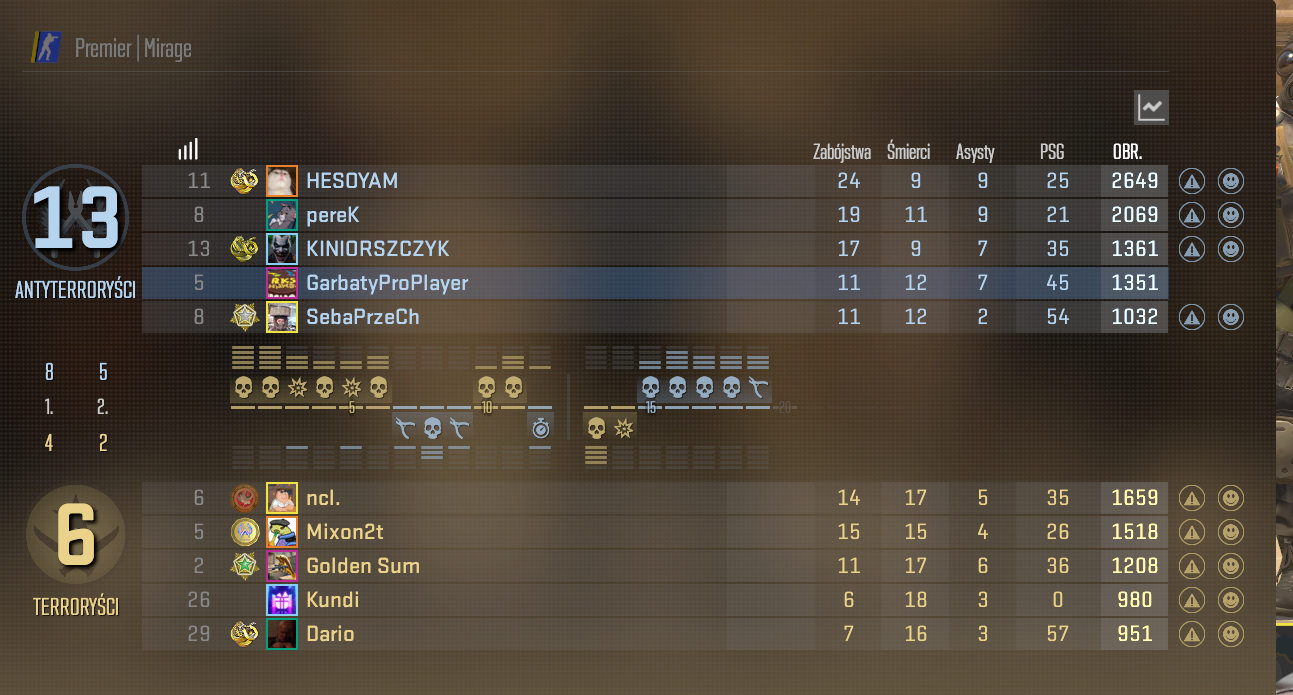 Premier | Mirage
Zabójstwa Śmierci Asysty PSG OBR.
11 HESOYAM 24 9 9 25 2649
8 pereK 19 11 9 21 2069
13 KINIORSZCZYK 17 9 7 35 1361
5 GarbatyProPlayer 11 12 7 45 1351
8 SebaPrzeCh 11 12 2 54 1032
13
ANTYTERRORYŚCI
8 5
1. 2.
4 2
5 10 15 20
6 ncl. 14 17 5 35 1659
5 Mixon2t 15 15 4 26 1518
2 Golden Sum 11 17 6 36 1208
26 Kundi 6 18 3 0 980
29 Dario 7 16 3 57 951
6
TERRORYŚCI